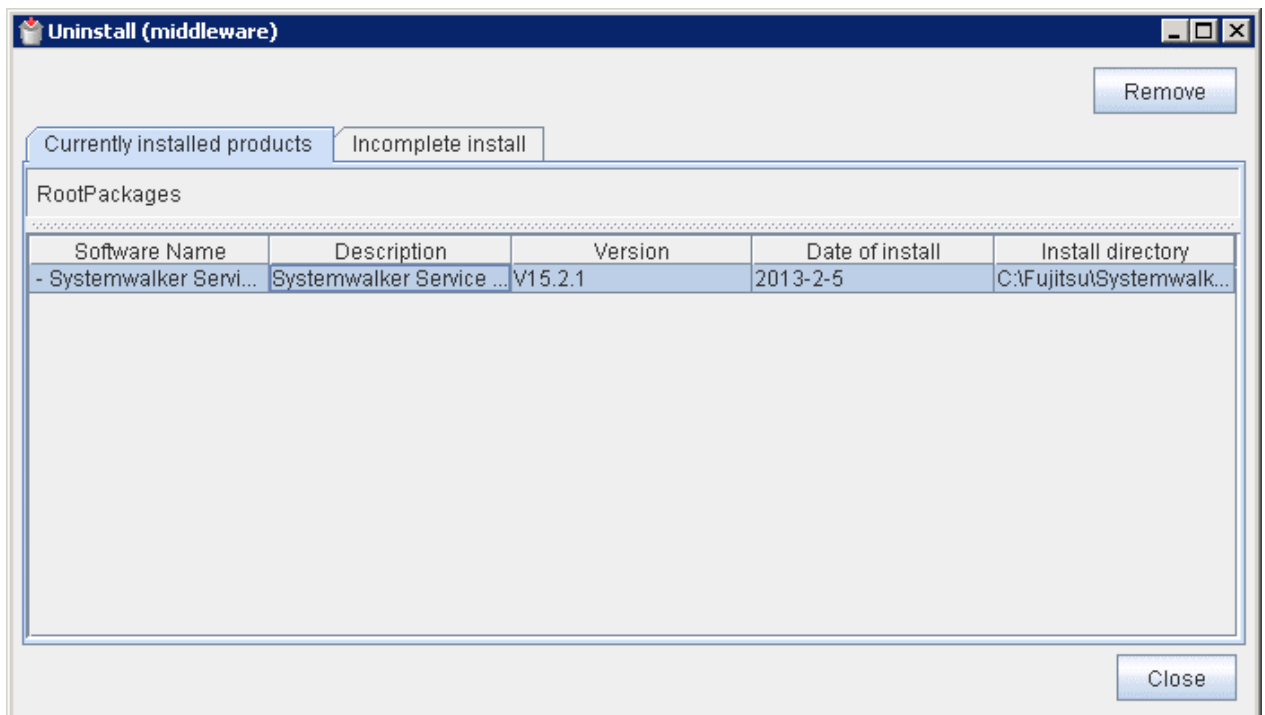 Uninstall (middleware)
Remove
Currently installed products Incomplete install
RootPackages
Software Name Description Version Date of install Install directory
- Systemwalker Servi... Systemwalker Service ... V15.2.1 2013-2-5 C:\Fujitsu\Systemwalk...
Close